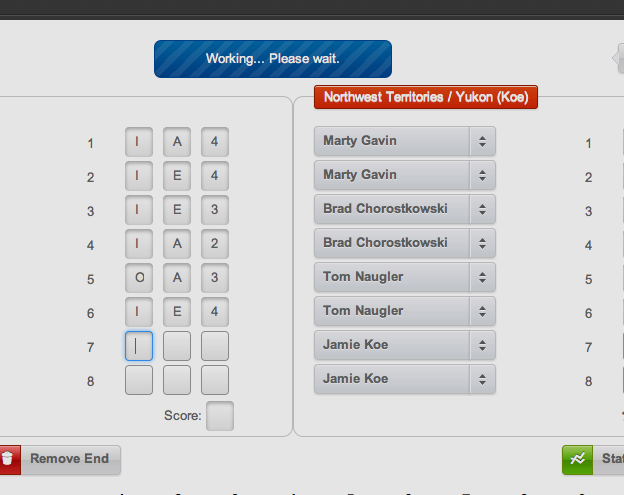 Working... Please wait.
Northwest Territories / Yukon (Koe)
1 I A 4 Marty Gavin 1
2 I E 4 Marty Gavin 2
3 I E 3 Brad Chorostkowski 3
4 I A 2 Brad Chorostkowski 4
5 O A 3 Tom Naugler 5
6 I E 4 Tom Naugler 6
7 Jamie Koe 7
8 Jamie Koe 8
Score:
Remove End